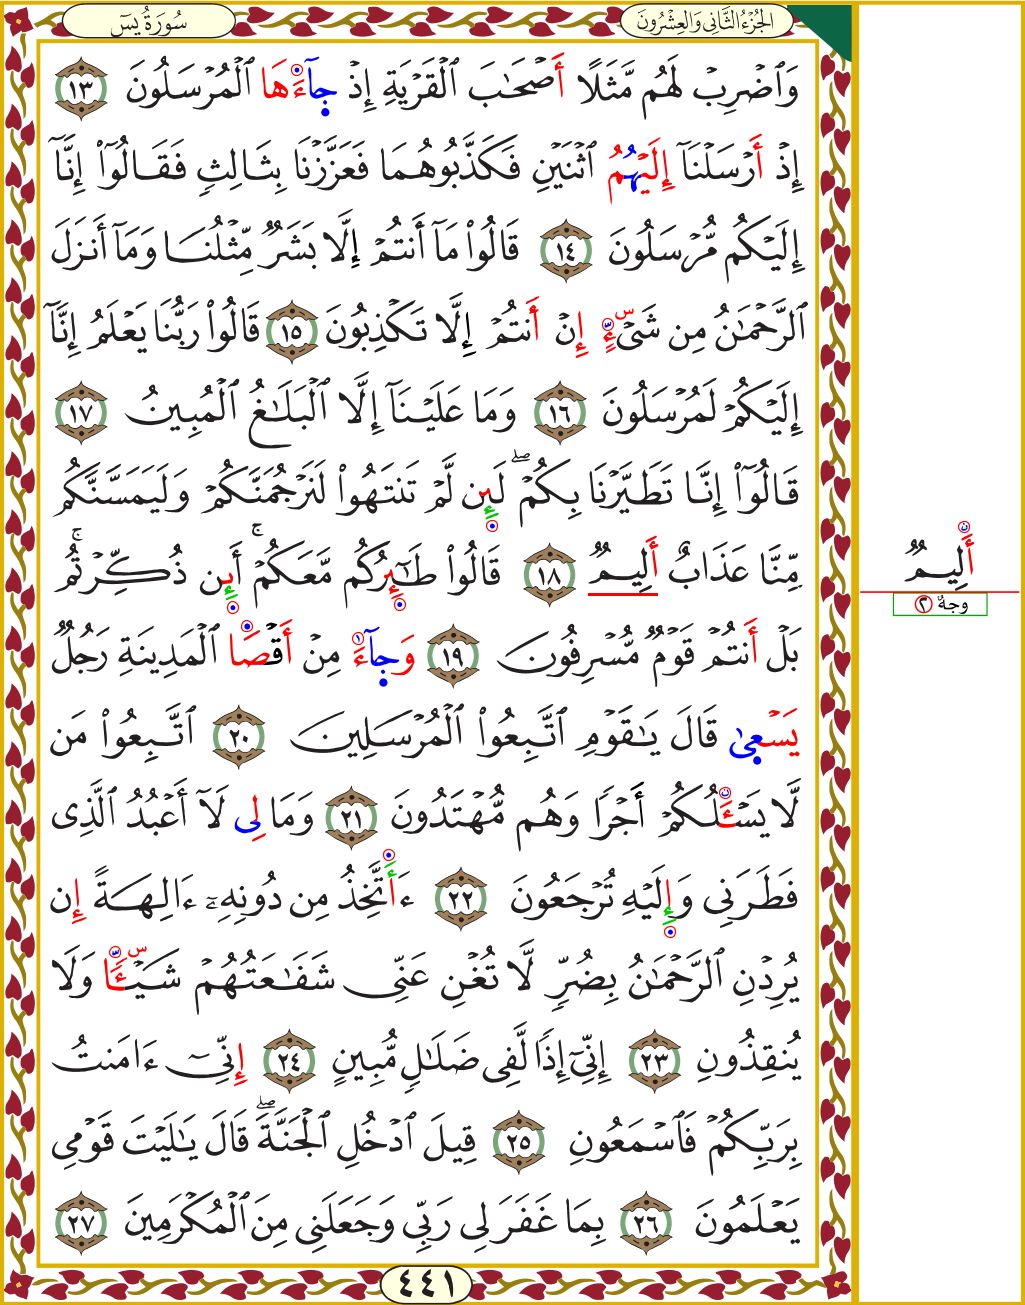 سُورَةُ يسٓ
الجُزْءُ الثَّانِى وَالعِشْرُونَ
وَٱضْرِبْ لَهُم مَّثَلًا أَصْحَٰبَ ٱلْقَرْيَةِ إِذْ جَآءَهَا ٱلْمُرْسَلُونَ ١٣
إِذْ أَرْسَلْنَآ إِلَيْهُمُ ٱثْنَيْنِ فَكَذَّبُوهُمَا فَعَزَّزْنَا بِثَالِثٍ فَقَالُوٓا۟ إِنَّآ
إِلَيْكُم مُّرْسَلُونَ ١٤ قَالُوا۟ مَآ أَنتُمْ إِلَّا بَشَرٌ مِّثْلُنَا وَمَآ أَنزَلَ
ٱلرَّحْمَٰنُ مِن شَىْءٍ إِنْ أَنتُمْ إِلَّا تَكْذِبُونَ ١٥ قَالُوا۟ رَبُّنَا يَعْلَمُ إِنَّآ
إِلَيْكُمْ لَمُرْسَلُونَ ١٦ وَمَا عَلَيْنَآ إِلَّا ٱلْبَلَٰغُ ٱلْمُبِينُ ١٧
قَالُوٓا۟ إِنَّا تَطَيَّرْنَا بِكُمْ ۖ لَئِن لَّمْ تَنتَهُوا۟ لَنَرْجُمَنَّكُمْ وَلَيَمَسَّنَّكُم
مِّنَّا عَذَابٌ أَلِيمٌ ١٨ قَالُوا۟ طَٰٓئِرُكُم مَّعَكُمْ ۚ أَئِن ذُكِّرْتُم ۚ
بَلْ أَنتُمْ قَوْمٌ مُّسْرِفُونَ ١٩ وَجَآءَ مِنْ أَقْصَا ٱلْمَدِينَةِ رَجُلٌ
يَسْعَىٰ قَالَ يَٰقَوْمِ ٱتَّبِعُوا۟ ٱلْمُرْسَلِينَ ٢٠ ٱتَّبِعُوا۟ مَن
لَّا يَسْـَٔلُكُمْ أَجْرًا وَهُم مُّهْتَدُونَ ٢١ وَمَا لِى لَآ أَعْبُدُ ٱلَّذِى
فَطَرَنِى وَإِلَيْهِ تُرْجَعُونَ ٢٢ ءَأَتَّخِذُ مِن دُونِهِۦٓ ءَالِهَةً إِن
يُرِدْنِ ٱلرَّحْمَٰنُ بِضُرٍّ لَّا تُغْنِ عَنِّى شَفَٰعَتُهُمْ شَيْـًٔا وَلَا
يُنقِذُونِ ٢٣ إِنِّىٓ إِذًا لَّفِى ضَلَٰلٍ مُّبِينٍ ٢٤ إِنِّىٓ ءَامَنتُ
بِرَبِّكُمْ فَٱسْمَعُونِ ٢٥ قِيلَ ٱدْخُلِ ٱلْجَنَّةَ ۖ قَالَ يَٰلَيْتَ قَوْمِى
يَعْلَمُونَ ٢٦ بِمَا غَفَرَ لِى رَبِّى وَجَعَلَنِى مِنَ ٱلْمُكْرَمِينَ ٢٧
٤٤١
أَلِيمٌ
وجهٌ ٢